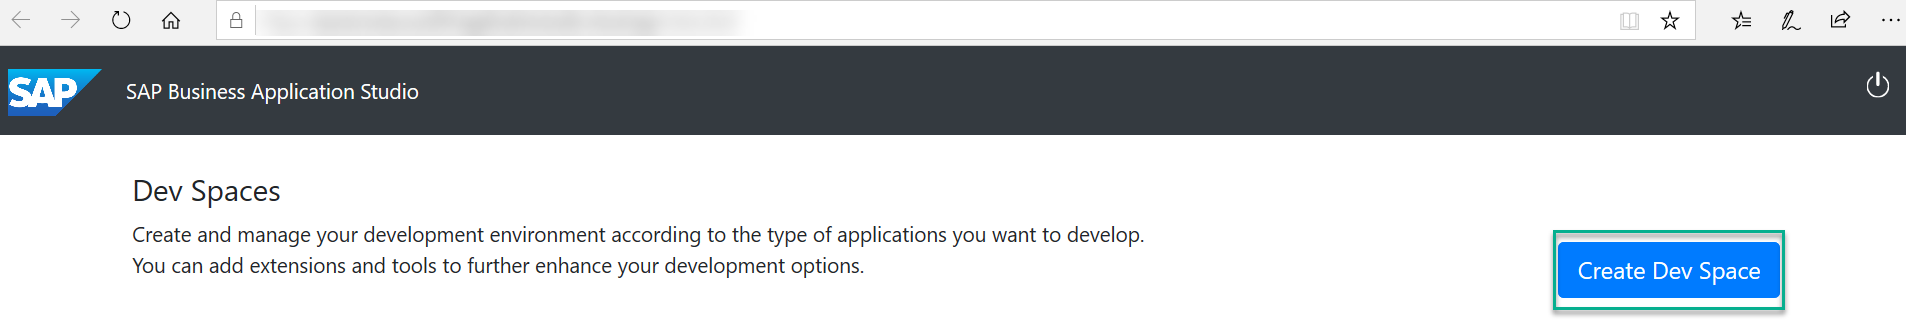 SAP
SAP Business Application Studio
Dev Spaces
Create and manage your development environment according to the type of applications you want to develop.
You can add extensions and tools to further enhance your development options.
Create Dev Space